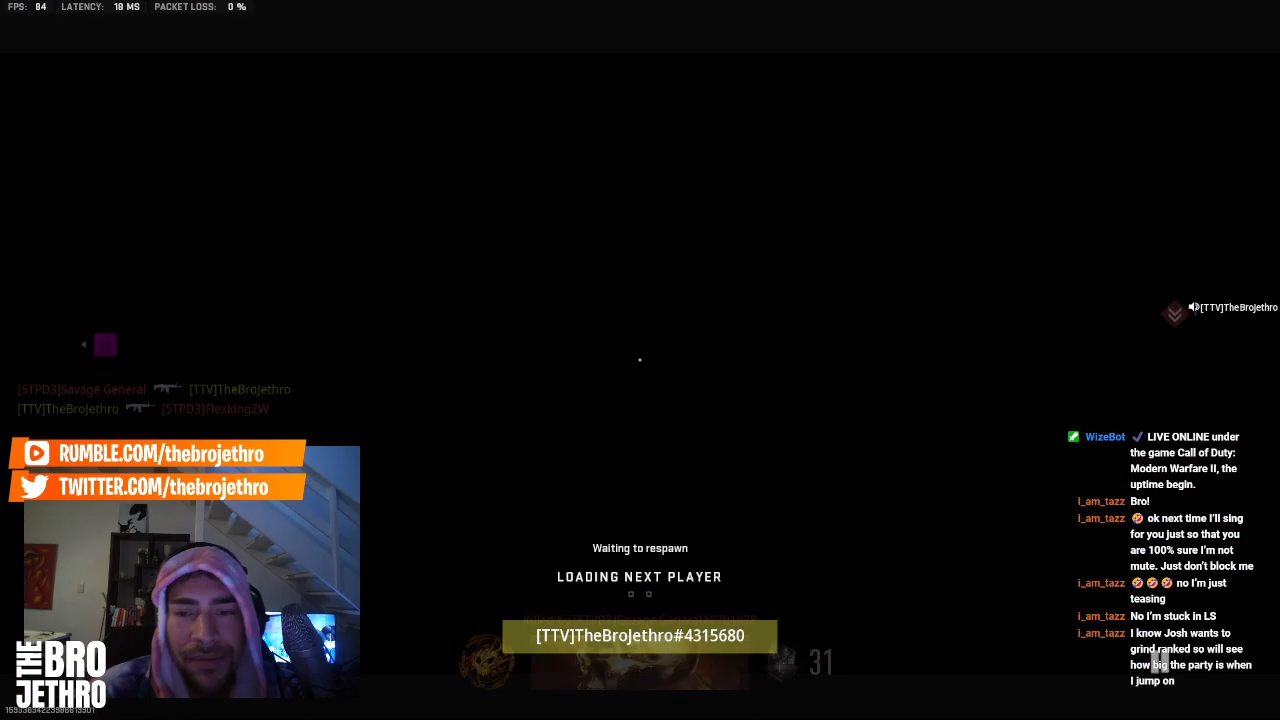 FPS: 84 LATENCY: 18 MS PACKET LOSS: 0 %
[TTV]TheBroJethro
[5TPD3]Savage General [TTV]TheBroJethro
[TTV]TheBroJethro [5TPD3]FlexkingZW
RUMBLE.COM/thebrojethro
TWITTER.COM/thebrojethro
WizeBot LIVE ONLINE under
the game Call of Duty:
Modern Warfare II, the
uptime begin.
i_am_tazz Bro!
i_am_tazz 🤣 ok next time I'll sing
for you just so that you
are 100% sure I'm not
mute. Just don't block me
i_am_tazz 🤣 🤣 🤣 no I'm just
teasing
i_am_tazz No I'm stuck in LS
i_am_tazz I know Josh wants to
grind ranked so will see
how big the party is when
I jump on
Waiting to respawn
LOADING NEXT PLAYER
[TTV]TheBroJethro#4315680
31
THE BRO
JETHRO